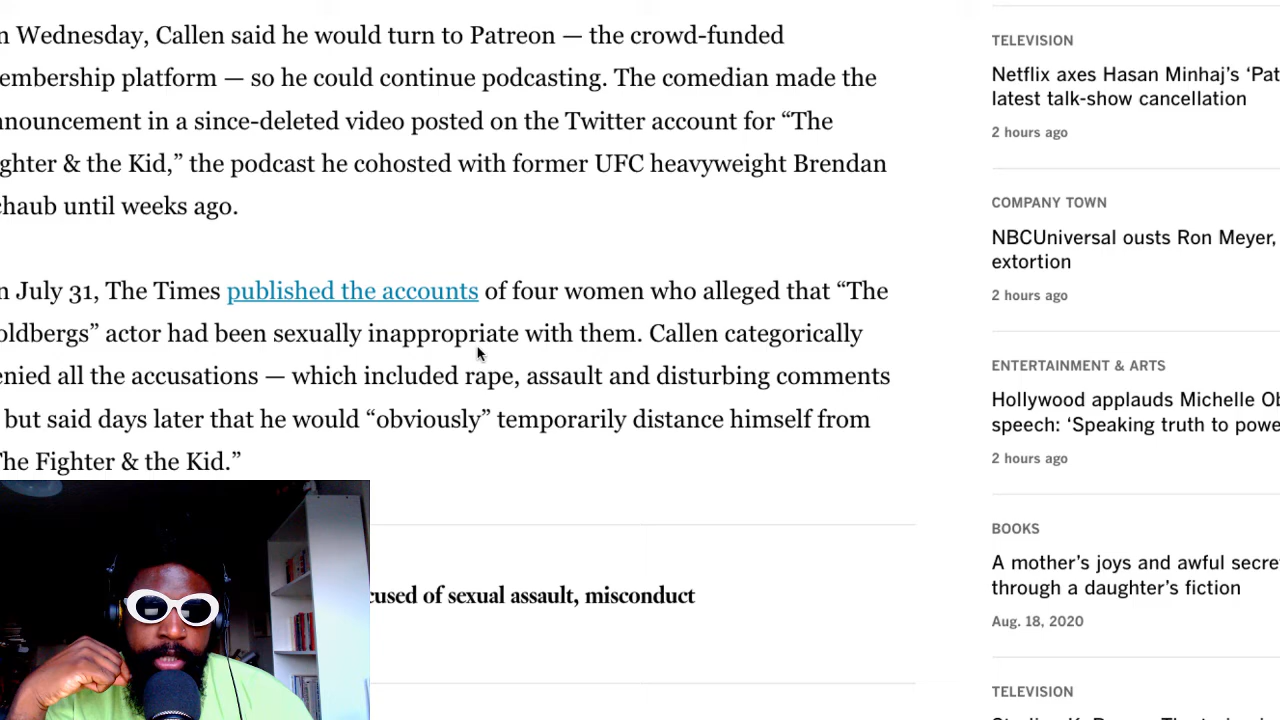 n Wednesday, Callen said he would turn to Patreon — the crowd-funded
embership platform — so he could continue podcasting. The comedian made the
nnouncement in a since-deleted video posted on the Twitter account for “The
ghter & the Kid,” the podcast he cohosted with former UFC heavyweight Brendan
chaub until weeks ago.
n July 31, The Times published the accounts of four women who alleged that “The
oldbergs” actor had been sexually inappropriate with them. Callen categorically
enied all the accusations — which included rape, assault and disturbing comments
but said days later that he would “obviously” temporarily distance himself from
The Fighter & the Kid.”
cused of sexual assault, misconduct
TELEVISION
Netflix axes Hasan Minhaj’s ‘Pat
latest talk-show cancellation
2 hours ago
COMPANY TOWN
NBCUniversal ousts Ron Meyer,
extortion
2 hours ago
ENTERTAINMENT & ARTS
Hollywood applauds Michelle Ob
speech: ‘Speaking truth to powe
2 hours ago
BOOKS
A mother’s joys and awful secre
through a daughter’s fiction
Aug. 18, 2020
TELEVISION